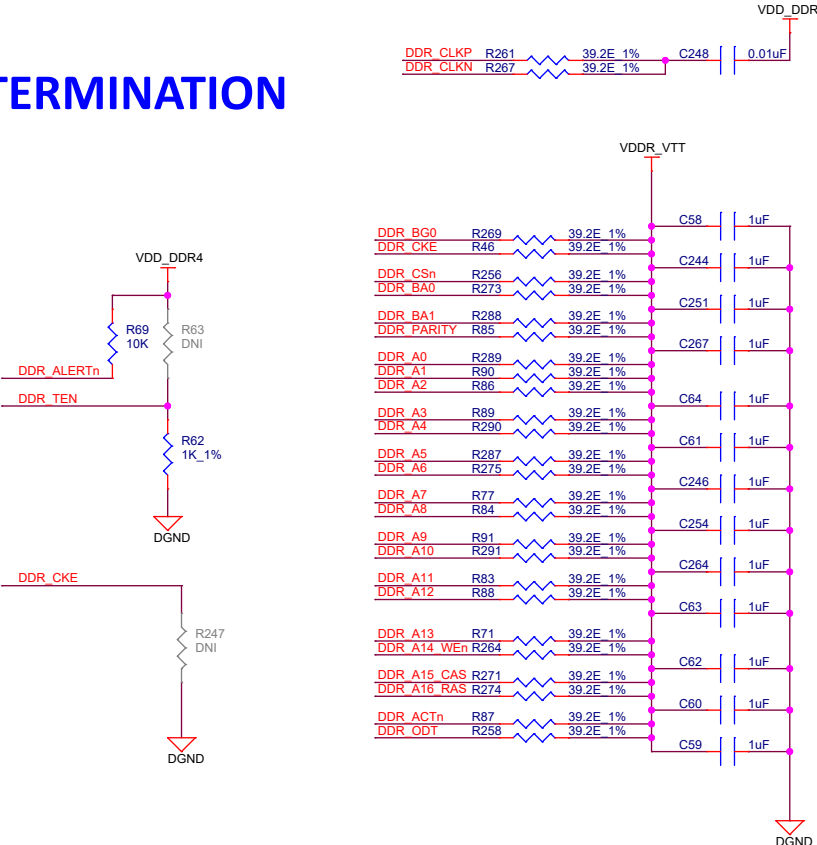 VDD_DDR
DDR_CLKP R261 39.2E_1% C248 0.01uF
DDR_CLKN R267 39.2E_1%
TERMINATION
VDDR_VTT
C58 1uF
DDR_BG0 R269 39.2E_1%
DDR_CKE R46 39.2E_1%
C244 1uF
DDR_CSn R256 39.2E_1%
DDR_BA0 R273 39.2E_1%
C251 1uF
DDR_BA1 R288 39.2E_1%
DDR_PARITY R85 39.2E_1%
C267 1uF
DDR_A0 R289 39.2E_1%
DDR_A1 R90 39.2E_1%
DDR_A2 R86 39.2E_1%
C64 1uF
DDR_A3 R89 39.2E_1%
DDR_A4 R290 39.2E_1%
C61 1uF
DDR_A5 R287 39.2E_1%
DDR_A6 R275 39.2E_1%
C246 1uF
DDR_A7 R77 39.2E_1%
DDR_A8 R84 39.2E_1%
C254 1uF
DDR_A9 R91 39.2E_1%
DDR_A10 R291 39.2E_1%
C264 1uF
DDR_A11 R83 39.2E_1%
DDR_A12 R88 39.2E_1%
C63 1uF
DDR_A13 R71 39.2E_1%
DDR_A14_WEn R264 39.2E_1%
C62 1uF
DDR_A15_CAS R271 39.2E_1%
DDR_A16_RAS R274 39.2E_1%
C60 1uF
DDR_ACTn R87 39.2E_1%
DDR_ODT R258 39.2E_1%
C59 1uF
DGND
VDD_DDR4
R69 R63
10K DNI
DDR_ALERTn
DDR_TEN
R62
1K_1%
DGND
DDR_CKE
R247
DNI
DGND